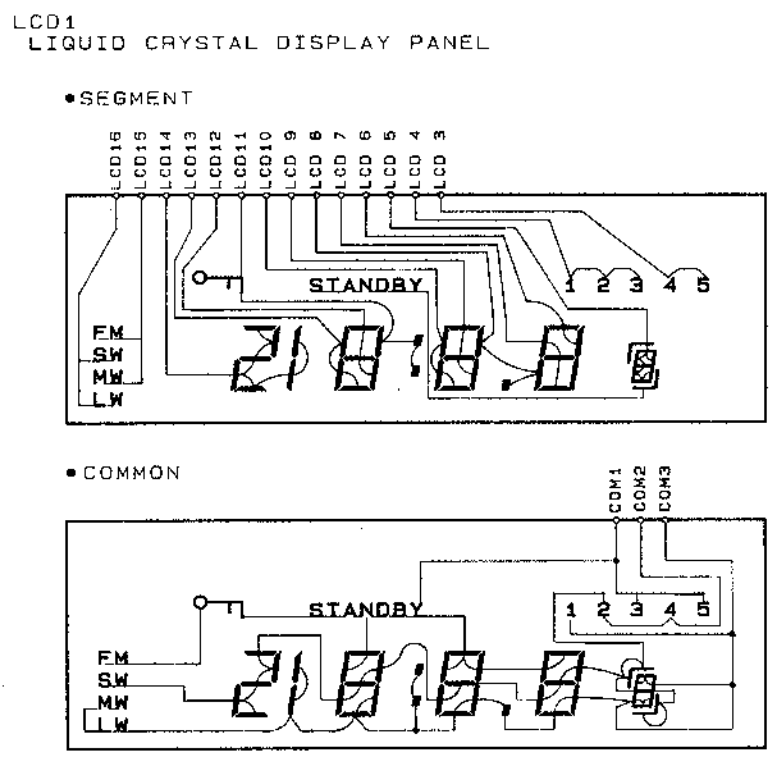 LCD1
LIQUID CRYSTAL DISPLAY PANEL
•SEGMENT
LCD16 LCD15 LCD14 LCD13 LCD12 LCD11 LCD10 LCD 9 LCD 8 LCD 7 LCD 6 LCD 5 LCD 4 LCD 3
STANDBY 1 2 3 4 5
FM
SW
MW
LW
•COMMON
COM1 COM2 COM3
STANDBY 1 2 3 4 5
FM
SW
MW
LW